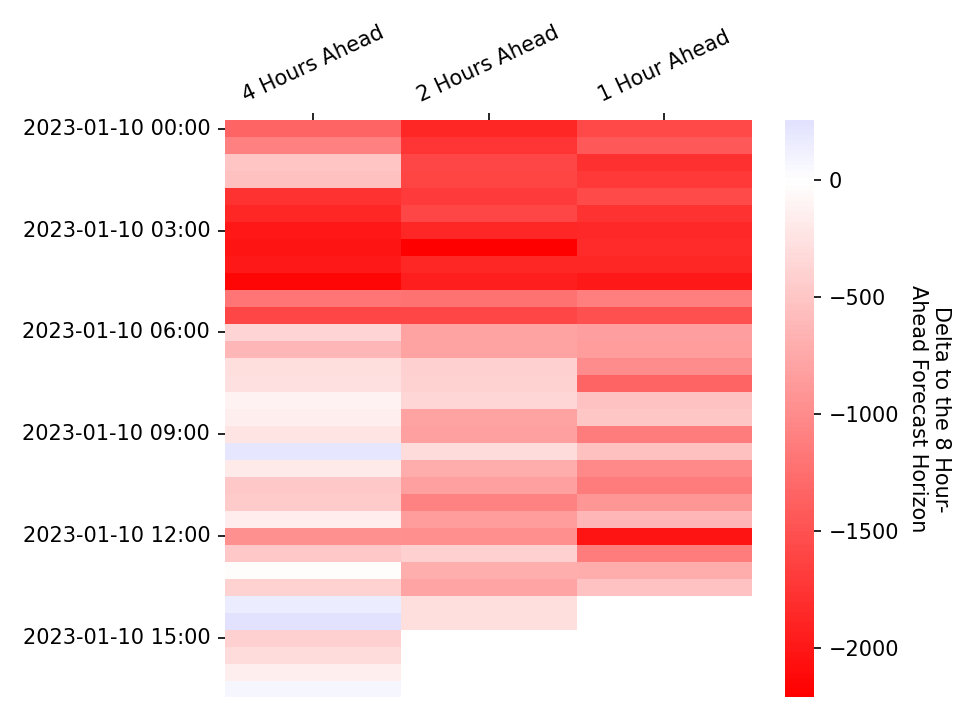 4 Hours Ahead
2 Hours Ahead
1 Hour Ahead
2023-01-10 00:00
2023-01-10 03:00
2023-01-10 06:00
2023-01-10 09:00
2023-01-10 12:00
2023-01-10 15:00
0
−500
−1000
−1500
−2000
Delta to the 8 Hour-
Ahead Forecast Horizon